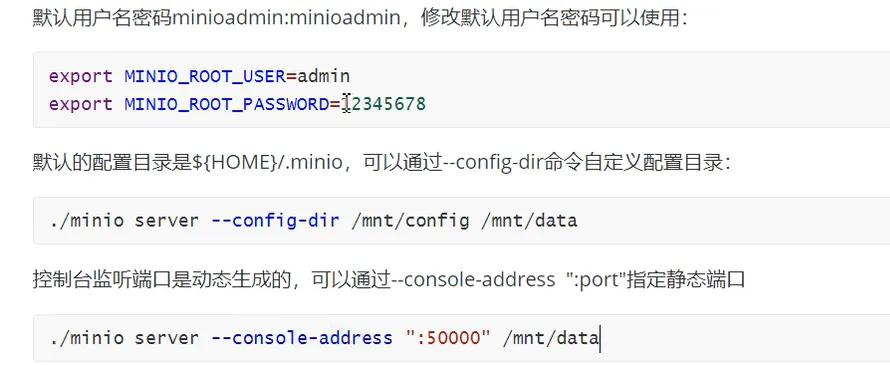 默认用户名密码minioadmin:minioadmin，修改默认用户名密码可以使用：
export MINIO_ROOT_USER=admin
export MINIO_ROOT_PASSWORD=12345678
默认的配置目录是${HOME}/.minio，可以通过--config-dir命令自定义配置目录：
./minio server --config-dir /mnt/config /mnt/data
控制台监听端口是动态生成的，可以通过--console-address ":port"指定静态端口
./minio server --console-address ":50000" /mnt/data